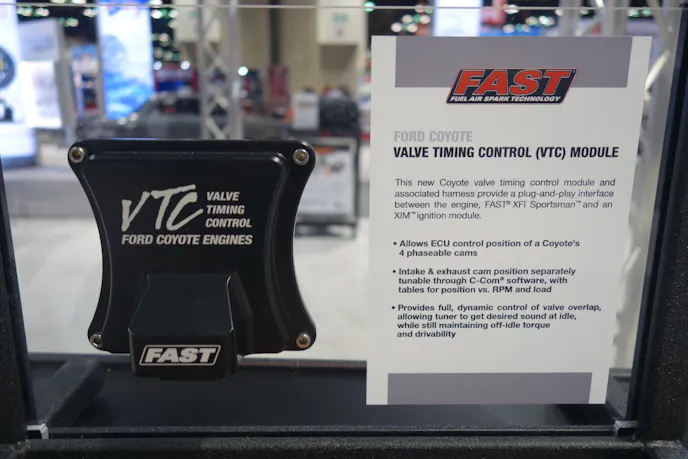 VTC VALVE
TIMING
CONTROL
FORD COYOTE ENGINES
FAST
FAST
FUEL AIR SPARK TECHNOLOGY
FORD COYOTE
VALVE TIMING CONTROL (VTC) MODULE
This new Coyote valve timing control module and
associated harness provide a plug-and-play interface
between the engine, FAST® XFI Sportsman™ and an
XIM™ ignition module.
• Allows ECU control position of a Coyote's
4 phaseable cams
• Intake & exhaust cam position separately
tunable through C-Com® software, with
tables for position vs. RPM and load
• Provides full, dynamic control of valve overlap,
allowing tuner to get desired sound at idle,
while still maintaining off-idle torque
and drivability